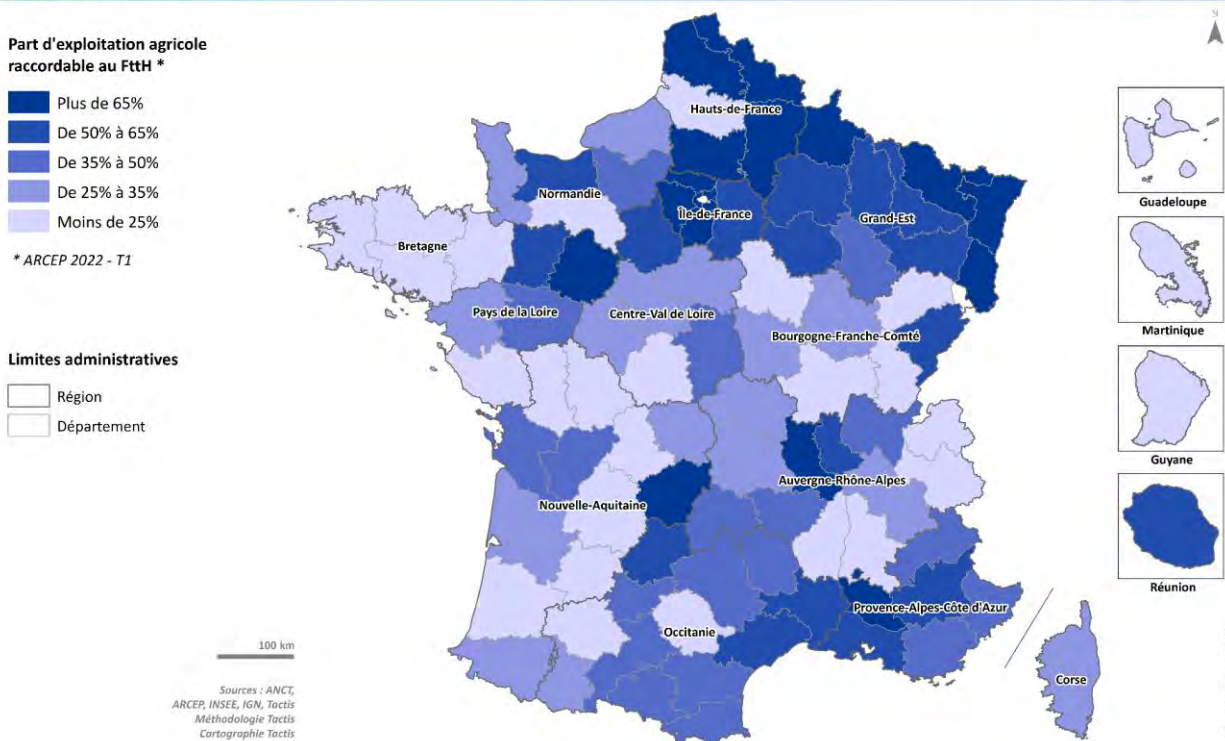 Part d'exploitation agricole
raccordable au FttH *
Plus de 65%
De 50% à 65%
De 35% à 50%
De 25% à 35%
Moins de 25%
* ARCEP 2022 - T1
Limites administratives
Région
Département
100 km
Sources : ANCT,
ARCEP, INSEE, IGN, Tactis
Méthodologie Tactis
Cartographie Tactis
Hauts-de-France
Normandie
Île-de-France
Grand-Est
Bretagne
Pays de la Loire
Centre-Val de Loire
Bourgogne-Franche-Comté
Auvergne-Rhône-Alpes
Nouvelle-Aquitaine
Provence-Alpes-Côte d'Azur
Occitanie
Corse
Guadeloupe
Martinique
Guyane
Réunion